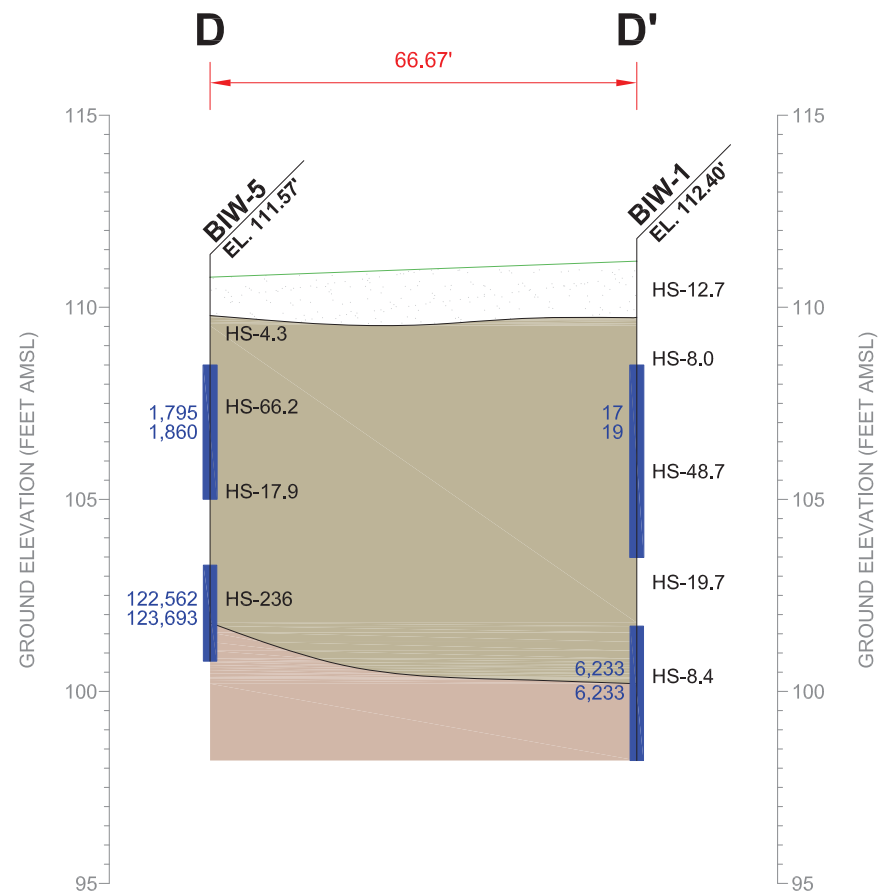 D
D'
66.67'
115
115
BIW-5
EL. 111.57'
BIW-1
EL. 112.40'
110
110
HS-12.7
HS-4.3
HS-8.0
1,795
1,860
HS-66.2
17
19
HS-48.7
HS-17.9
105
105
122,562
123,693
HS-236
HS-19.7
6,233
6,233
HS-8.4
100
100
95
95
GROUND ELEVATION (FEET AMSL)
GROUND ELEVATION (FEET AMSL)